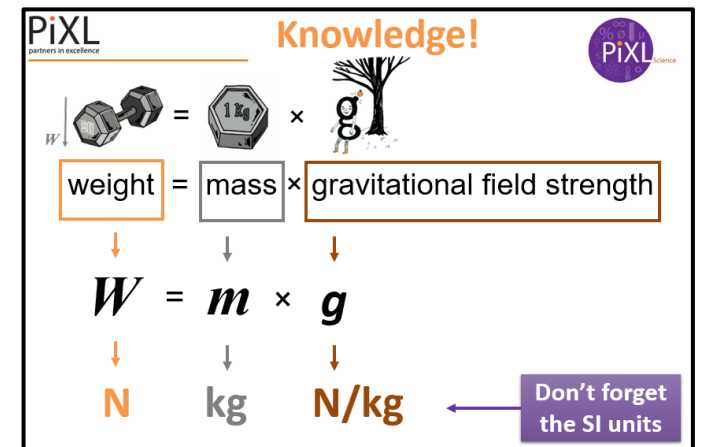 PiXL
partners in excellence
Knowledge!
% Ø µ
PiXL Science
W = 1 Kg × g
weight = mass × gravitational field strength
W = m × g
N kg N/kg
Don't forget
the SI units